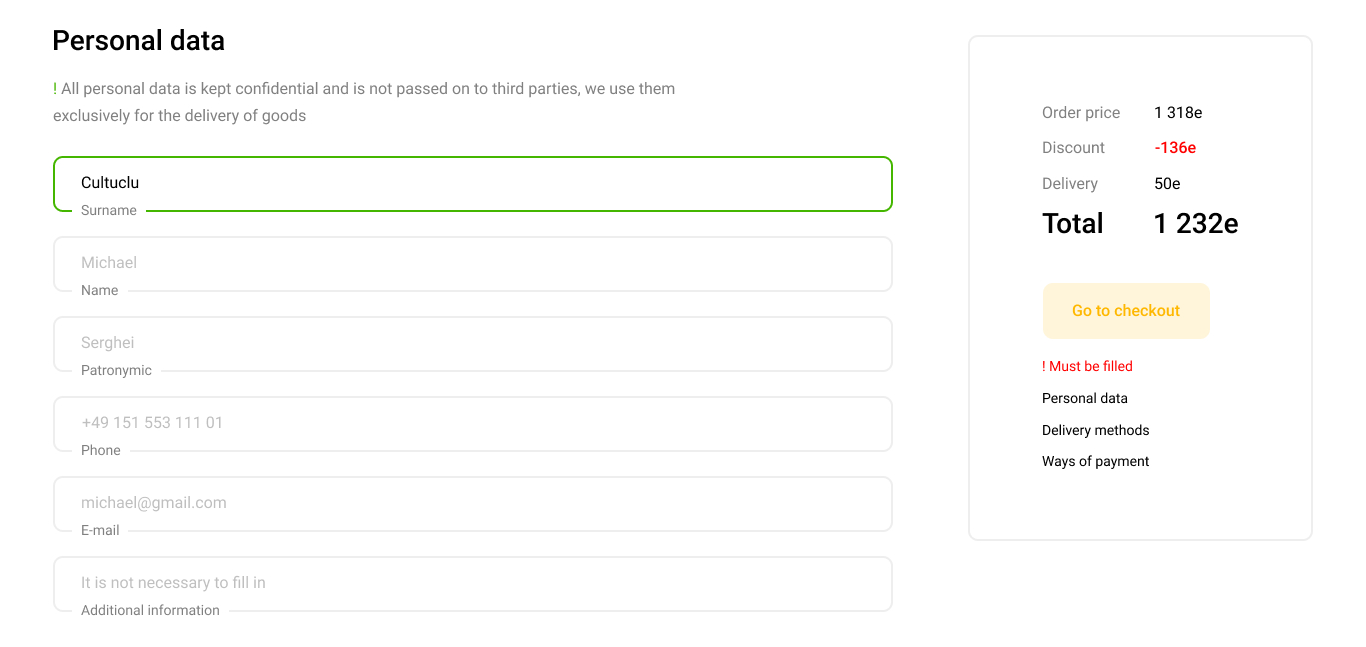 Personal data
! All personal data is kept confidential and is not passed on to third parties, we use them
exclusively for the delivery of goods
Cultuclu
Surname
Michael
Name
Serghei
Patronymic
+49 151 553 111 01
Phone
michael@gmail.com
E-mail
It is not necessary to fill in
Additional information
Order price 1 318e
Discount -136e
Delivery 50e
Total 1 232e
Go to checkout
! Must be filled
Personal data
Delivery methods
Ways of payment